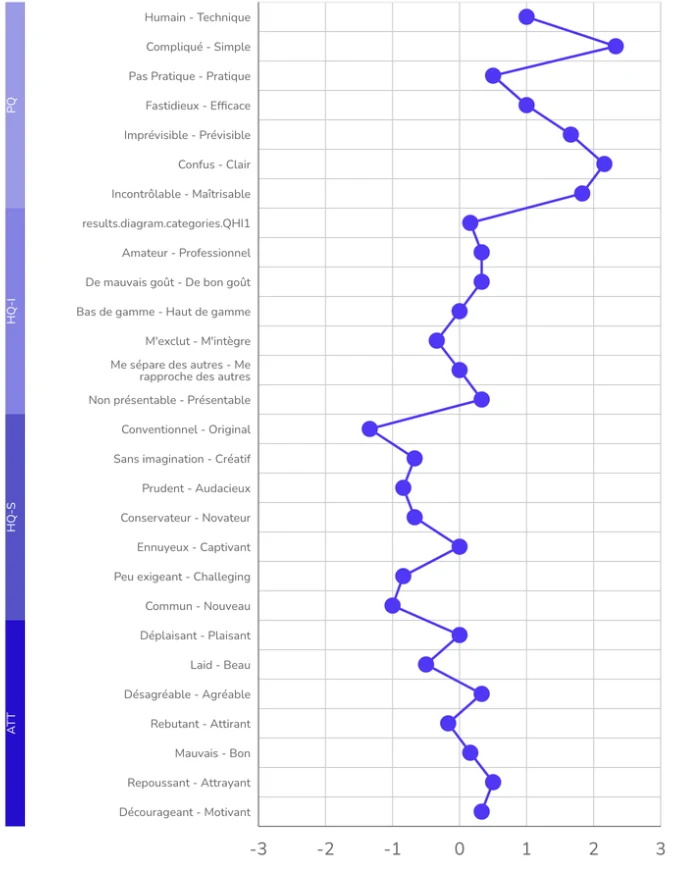 PQ
Humain - Technique
Compliqué - Simple
Pas Pratique - Pratique
Fastidieux - Efficace
Imprévisible - Prévisible
Confus - Clair
Incontrôlable - Maîtrisable
HQ-I
results.diagram.categories.QHI1
Amateur - Professionnel
De mauvais goût - De bon goût
Bas de gamme - Haut de gamme
M'exclut - M'intègre
Me sépare des autres - Me
rapproche des autres
Non présentable - Présentable
HQ-S
Conventionnel - Original
Sans imagination - Créatif
Prudent - Audacieux
Conservateur - Novateur
Ennuyeux - Captivant
Peu exigeant - Challeging
Commun - Nouveau
ATT
Déplaisant - Plaisant
Laid - Beau
Désagréable - Agréable
Rebutant - Attirant
Mauvais - Bon
Repoussant - Attrayant
Décourageant - Motivant
-3 -2 -1 0 1 2 3